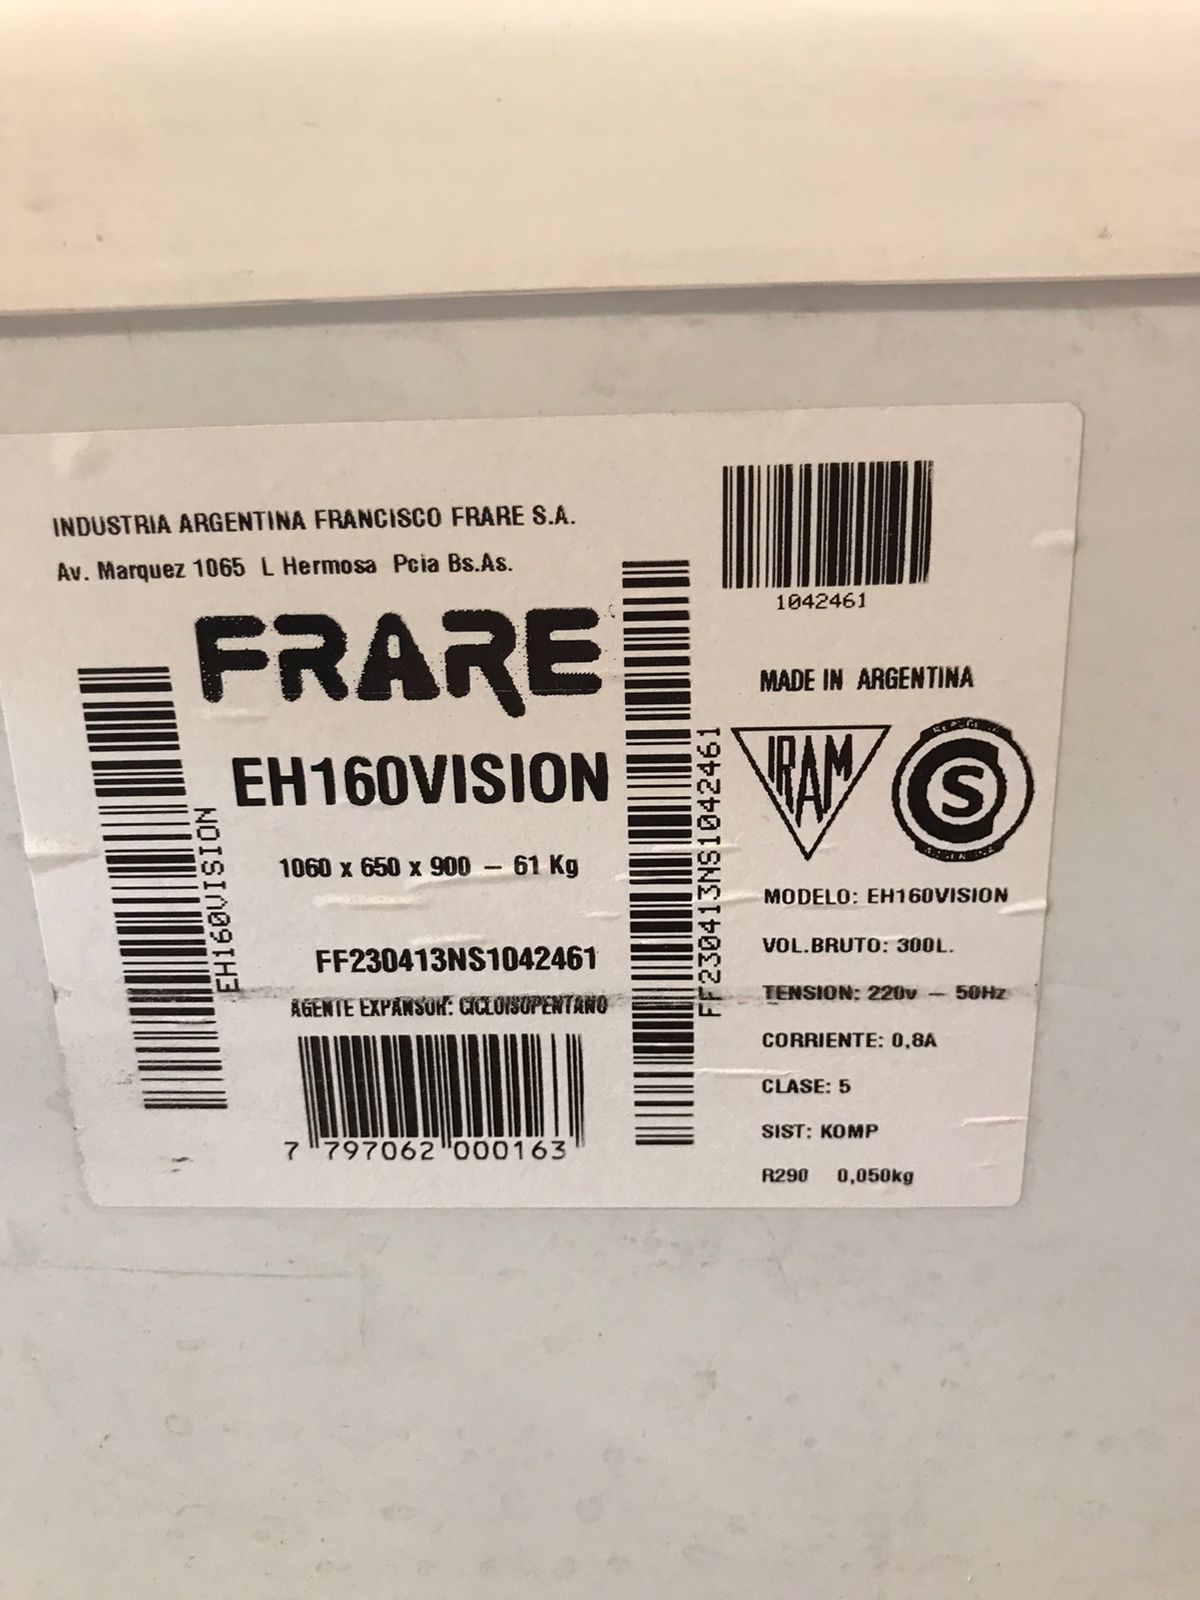 INDUSTRIA ARGENTINA FRANCISCO FRARE S.A.
Av. Marquez 1065 L Hermosa Pcia Bs.As.
FRARE
EH160VISION
1060 x 650 x 900 – 61 Kg
FF230413NS1042461
AGENTE EXPANSOR: CICLOISOPENTANO
7 797062 000163
EH160VISION
FF230413NS1042461
1042461
MADE IN ARGENTINA
IRAM
S
MODELO: EH160VISION
VOL.BRUTO: 300L.
TENSION: 220v – 50Hz
CORRIENTE: 0,8A
CLASE: 5
SIST: KOMP
R290 0,050kg